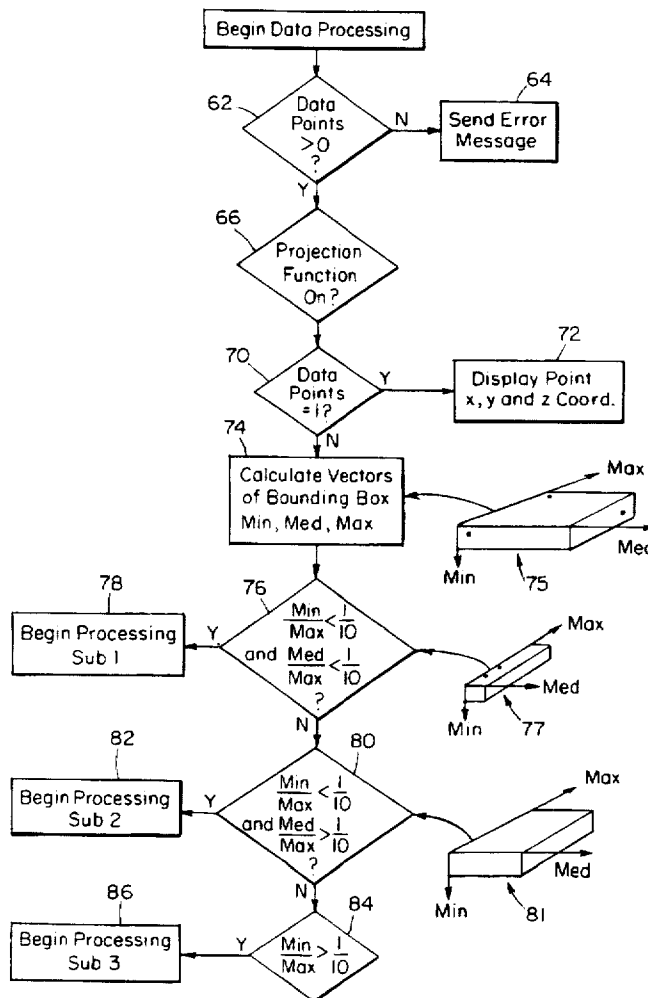 Begin Data Processing
62
Data
Points
>0
?
N
64
Send Error
Message
Y
66
Projection
Function
On?
70
Data
Points
=1?
Y
72
Display Point
x, y and z Coord.
N
74
Calculate Vectors
of Bounding Box
Min, Med, Max
Max
Med
Min
75
76
Min/Max < 1/10
and Med/Max < 1/10
?
Y
78
Begin Processing
Sub 1
Max
Med
Min
77
N
80
Min/Max < 1/10
and Med/Max > 1/10
?
Y
82
Begin Processing
Sub 2
Max
Med
Min
81
N
84
Min/Max > 1/10
Y
86
Begin Processing
Sub 3